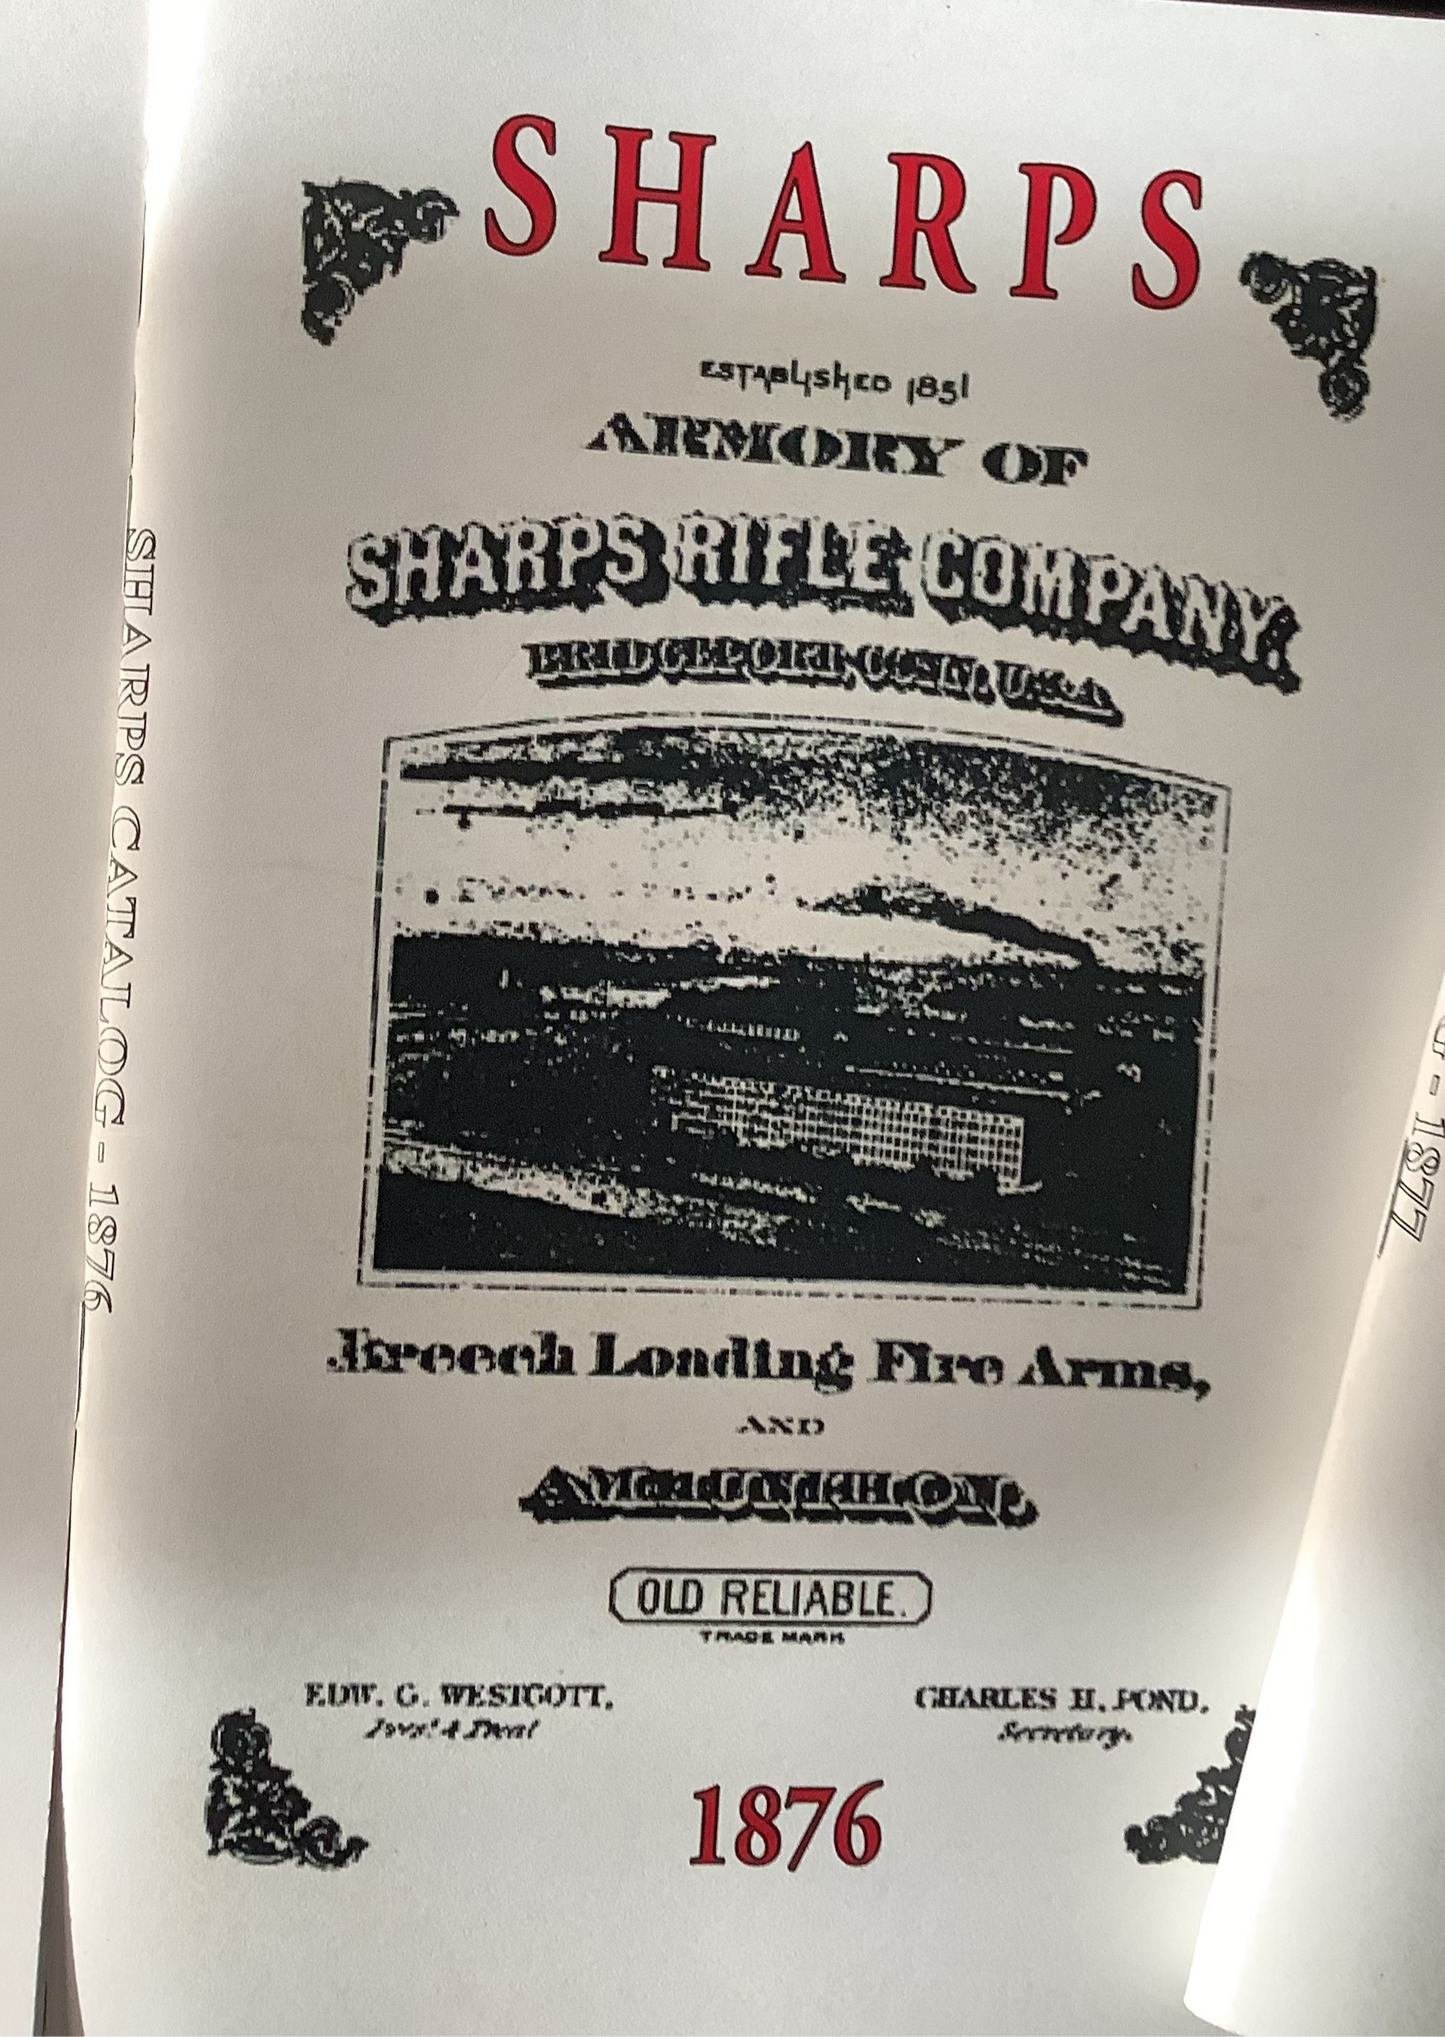 SHARPS
ESTABLISHED 1851
ARMORY OF
SHARPS RIFLE COMPANY.
BRIDGEPORT, CONN. U.S.A
Breech Loading Fire Arms,
AND
AMMUNITION,
OLD RELIABLE.
TRADE MARK
EDW. G. WESTCOTT,
CHARLES H. POND,
Secretary.
1876
SHARPS CATALOG - 1876
- 1877